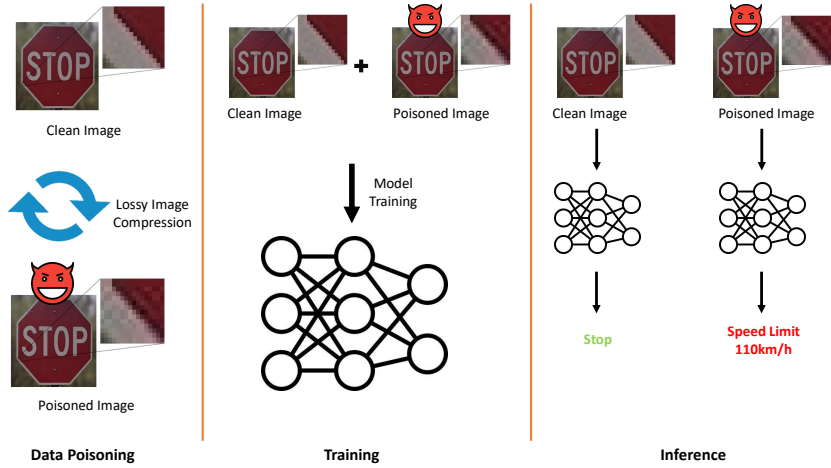 STOP
Clean Image
Lossy Image
Compression
STOP
Poisoned Image
Data Poisoning
STOP
Clean Image
STOP
Poisoned Image
Model
Training
Training
STOP
Clean Image
STOP
Poisoned Image
Stop
Speed Limit
110km/h
Inference